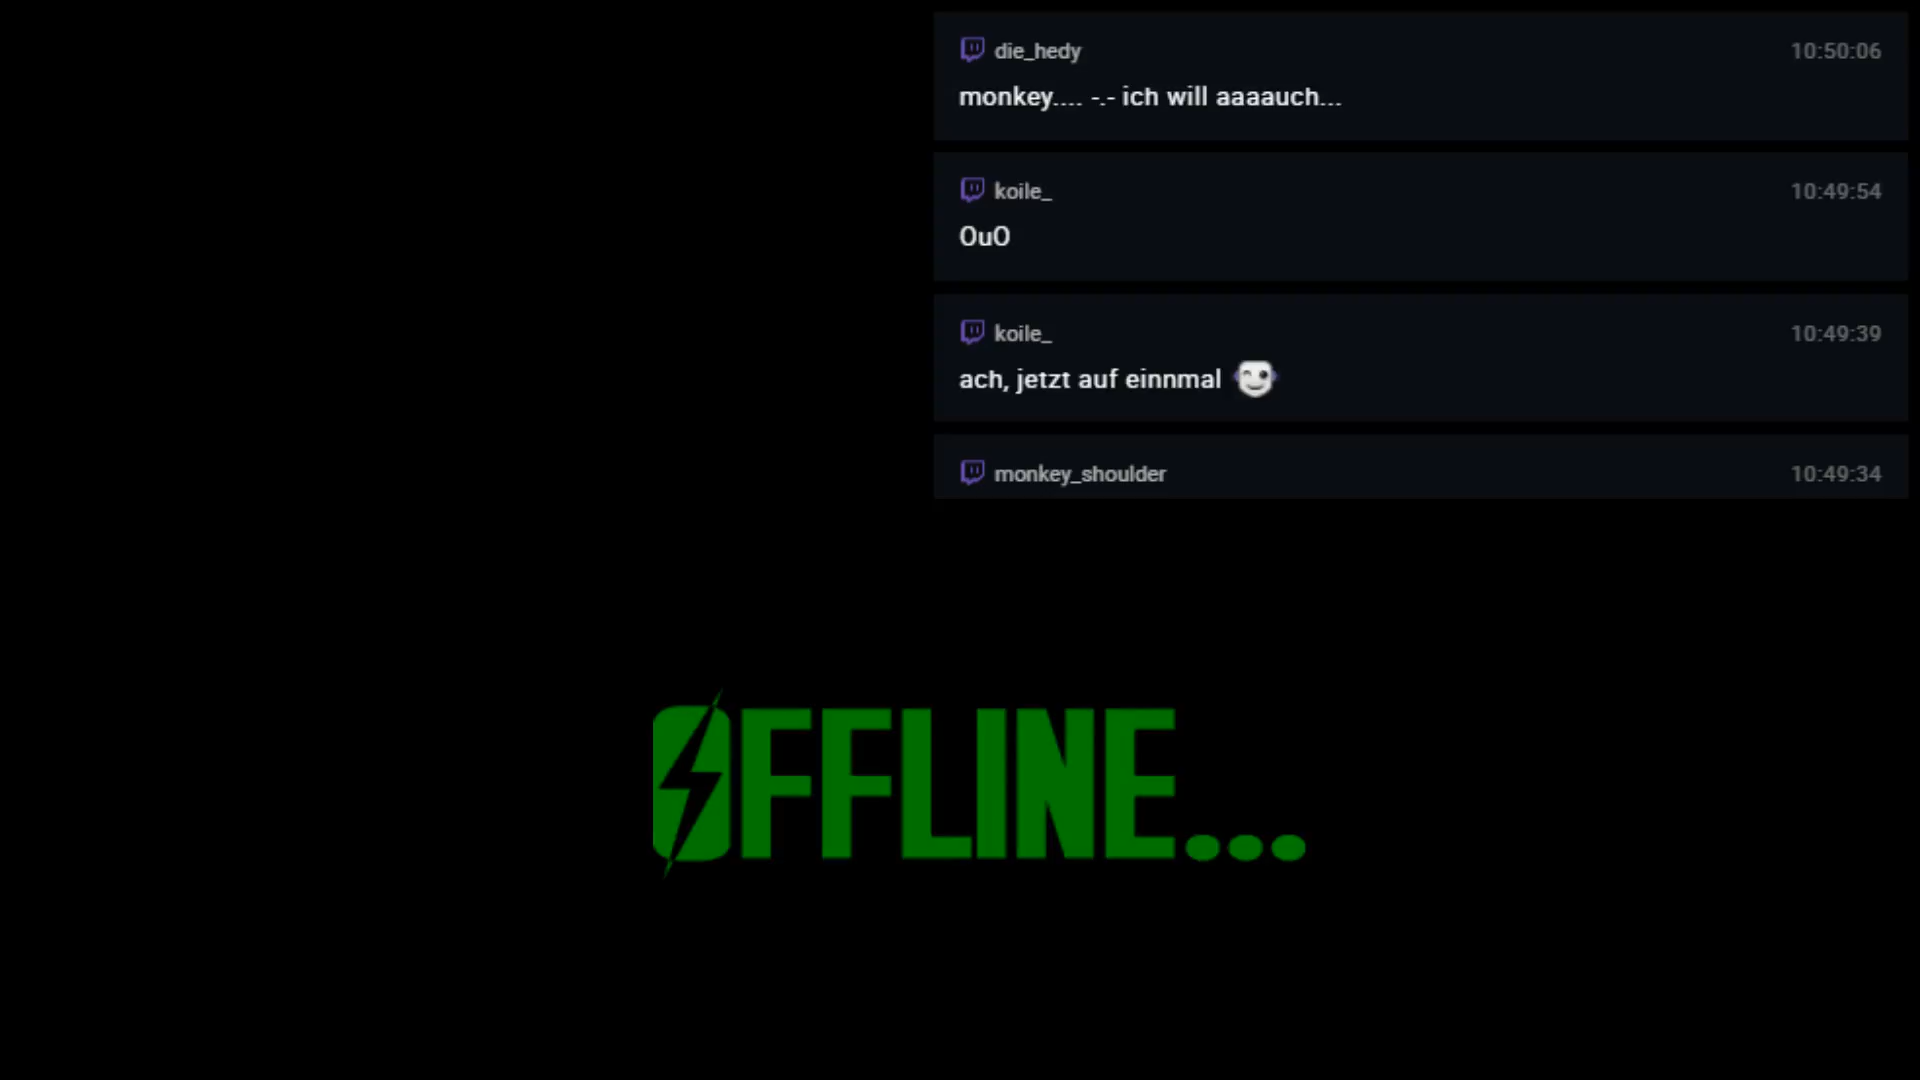 die_hedy 10:50:06
monkey.... -.- ich will aaaauch...
koile_ 10:49:54
OuO
koile_ 10:49:39
ach, jetzt auf einnmal
monkey_shoulder 10:49:34
OFFLINE...